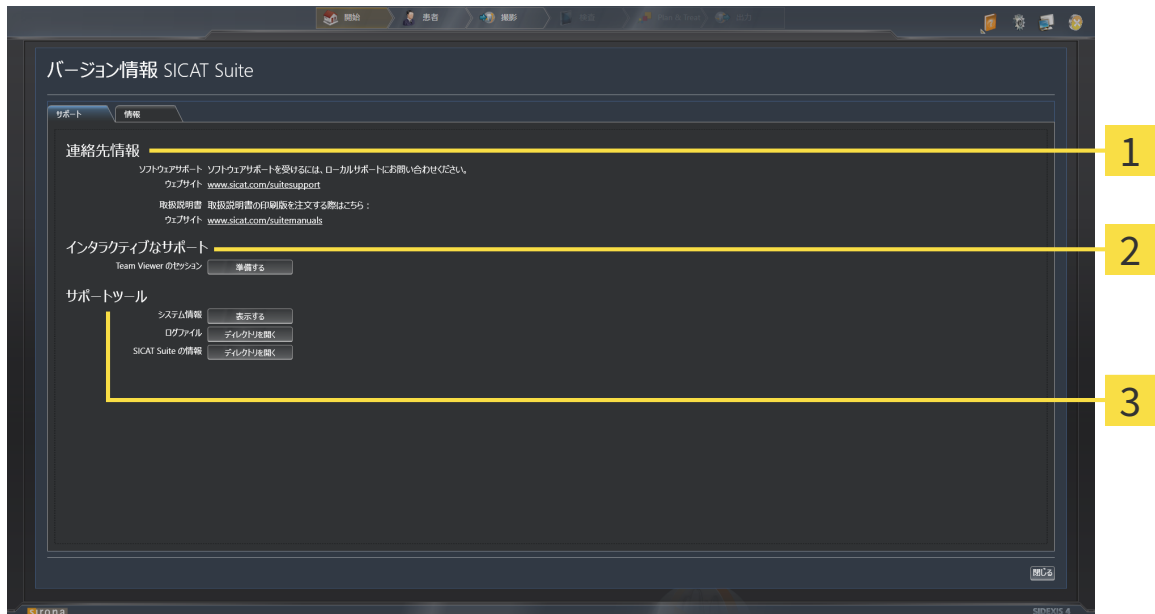 開始 患者 撮影
バージョン情報 SICAT Suite
サポート 情報
連絡先情報
1
ソフトウェアサポート ソフトウェアサポートを受けるには、ローカルサポートにお問い合わせください。
ウェブサイト www.sicat.com/suitesupport
取扱説明書 取扱説明書の印刷版を注文する際はこちら：
ウェブサイト www.sicat.com/suitemanuals
インタラクティブなサポート
2
Team Viewer のセッション 準備する
サポートツール
システム情報 表示する
ログファイル ディレクトリを開く
SICAT Suite の情報 ディレクトリを開く
3
閉じる
sirona SIDEXIS 4